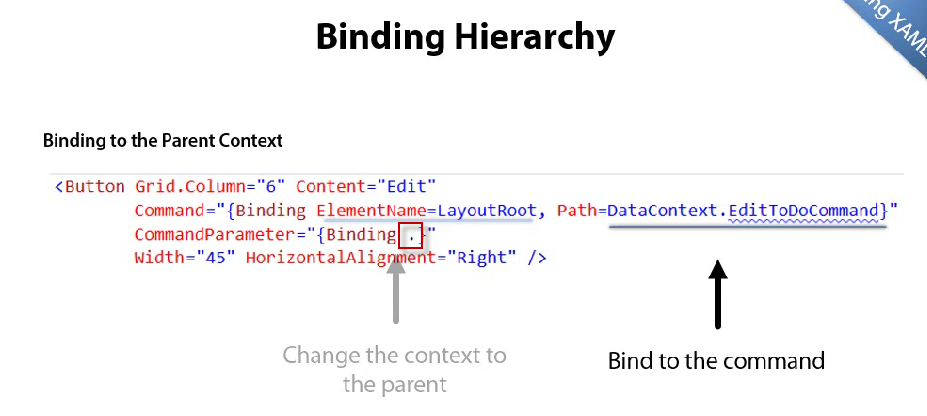 ng XAML
Binding Hierarchy
Binding to the Parent Context
<Button Grid.Column="6" Content="Edit"
Command="{Binding ElementName=LayoutRoot, Path=DataContext.EditToDoCommand}"
CommandParameter="{Binding .}"
Width="45" HorizontalAlignment="Right" />
Change the context to
the parent
Bind to the command